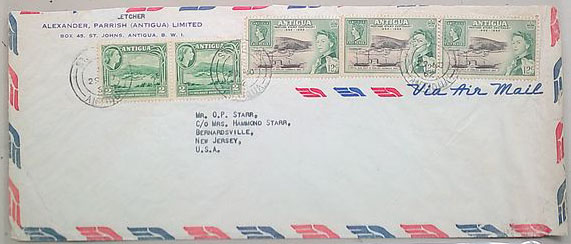 LETCHER
ALEXANDER, PARRISH (ANTIGUA) LIMITED
BOX 45. ST. JOHNS, ANTIGUA, B. W. I.
ANTIGUA
ANTIGUA
ANTIGUA
ANTIGUA
ANTIGUA
Via Air Mail
MR. O.P. STARR,
C/O MRS. HAMMOND STARR,
BERNARDSVILLE,
NEW JERSEY,
U.S.A.